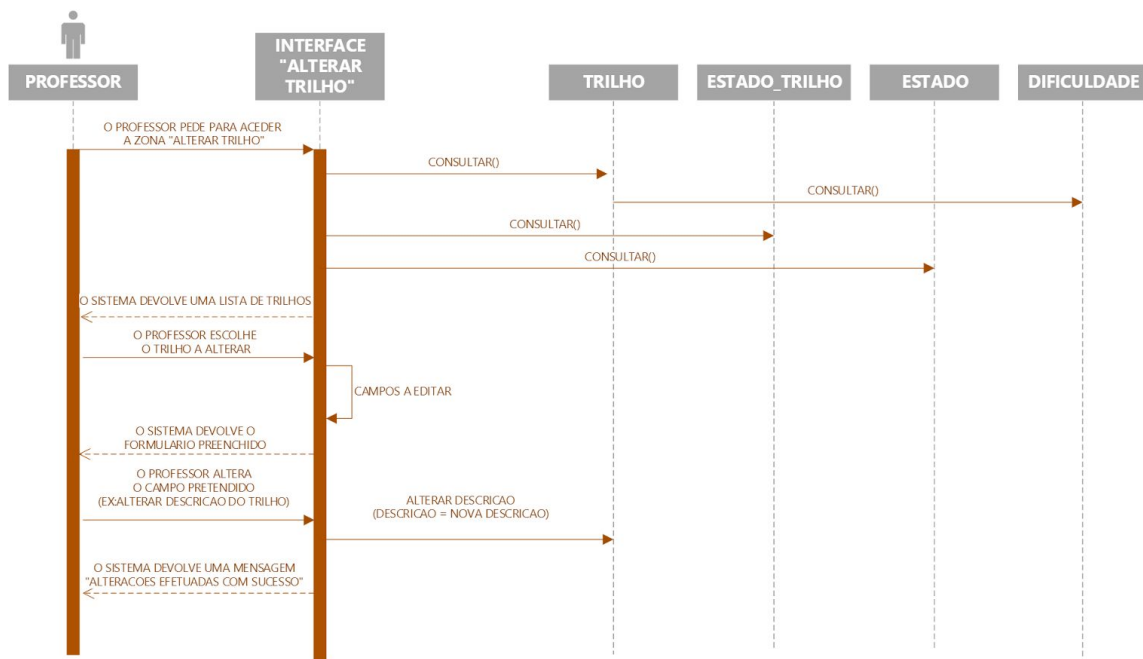 PROFESSOR
INTERFACE
"ALTERAR
TRILHO"
TRILHO
ESTADO_TRILHO
ESTADO
DIFICULDADE
O PROFESSOR PEDE PARA ACEDER
A ZONA "ALTERAR TRILHO"
CONSULTAR()
CONSULTAR()
CONSULTAR()
CONSULTAR()
O SISTEMA DEVOLVE UMA LISTA DE TRILHOS
O PROFESSOR ESCOLHE
O TRILHO A ALTERAR
CAMPOS A EDITAR
O SISTEMA DEVOLVE O
FORMULARIO PREENCHIDO
O PROFESSOR ALTERA
O CAMPO PRETENDIDO
(EX:ALTERAR DESCRICAO DO TRILHO)
ALTERAR DESCRICAO
(DESCRICAO = NOVA DESCRICAO)
O SISTEMA DEVOLVE UMA MENSAGEM
"ALTERACOES EFETUADAS COM SUCESSO"